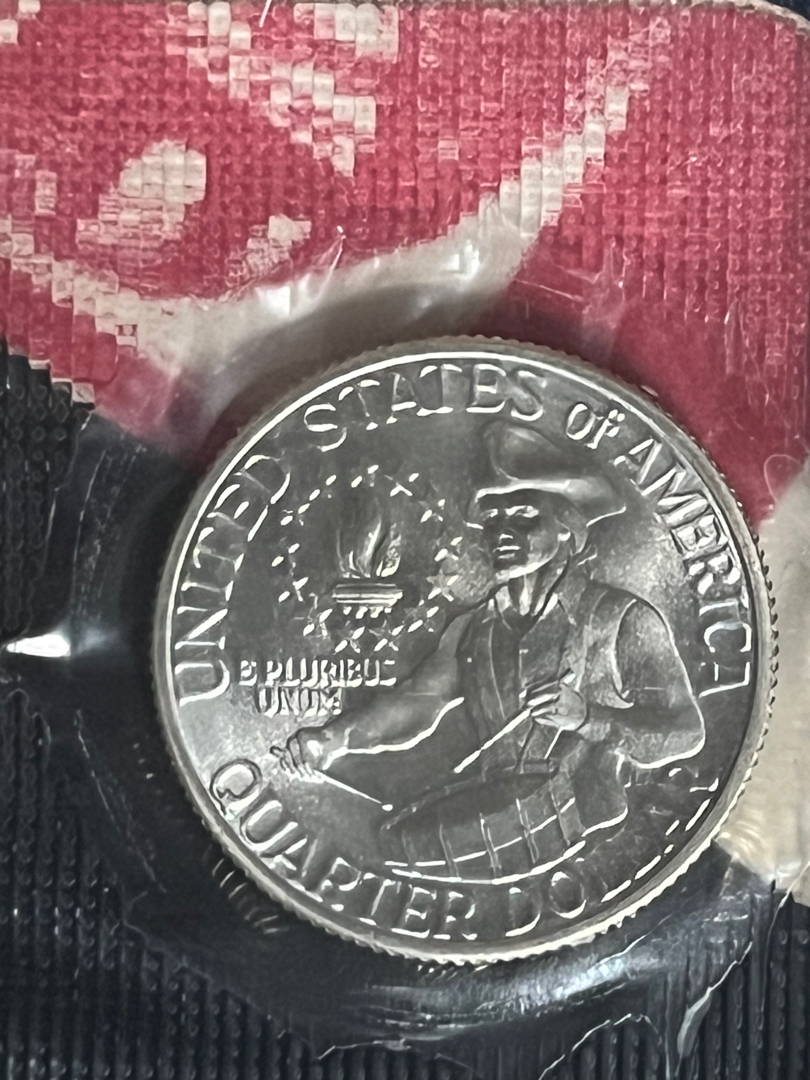 UNITED STATES OF AMERICA
E PLURIBUS
UNUM
QUARTER DOLLAR